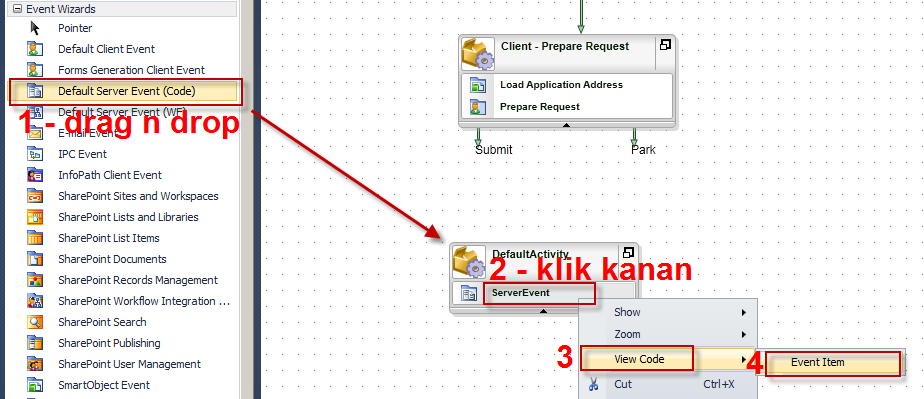 Event Wizards
Pointer
Default Client Event
Forms Generation Client Event
Default Server Event (Code)
Default Server Event (WF)
1 - drag n drop
E-mail Event
IPC Event
InfoPath Client Event
SharePoint Sites and Workspaces
SharePoint Lists and Libraries
SharePoint List Items
SharePoint Documents
SharePoint Records Management
SharePoint Workflow Integration ...
SharePoint Search
SharePoint Publishing
SharePoint User Management
SmartObject Event
Client - Prepare Request
Load Application Address
Prepare Request
Submit
Park
DefaultActivity
2 - klik kanan
ServerEvent
Show
Zoom
3 View Code
4 Event Item
Cut Ctrl+X